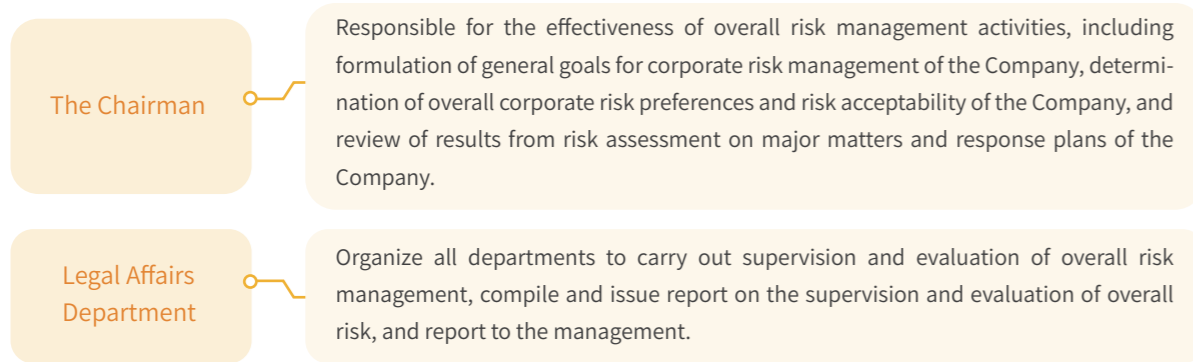 The Chairman
Responsible for the effectiveness of overall risk management activities, including
formulation of general goals for corporate risk management of the Company, determi-
nation of overall corporate risk preferences and risk acceptability of the Company, and
review of results from risk assessment on major matters and response plans of the
Company.
Legal Affairs
Department
Organize all departments to carry out supervision and evaluation of overall risk
management, compile and issue report on the supervision and evaluation of overall
risk, and report to the management.